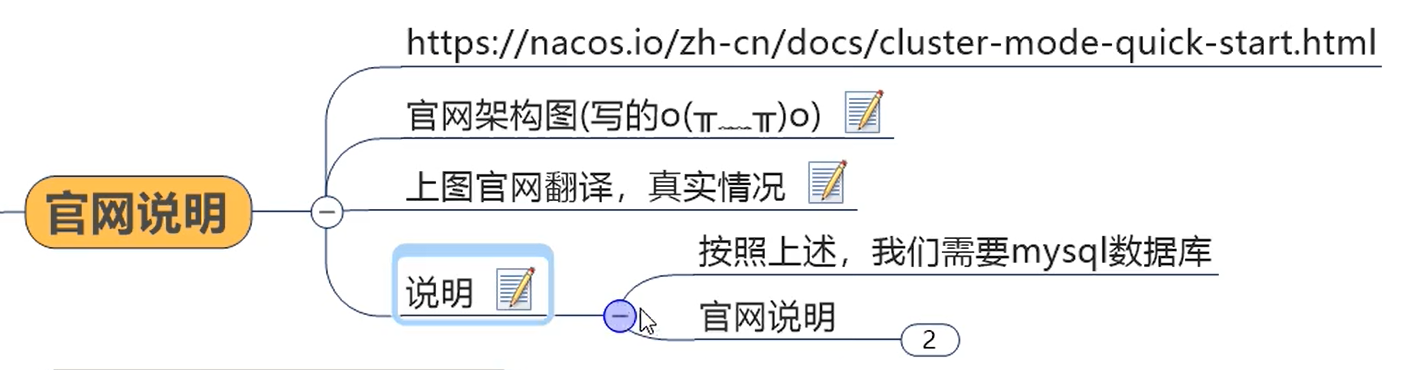 https://nacos.io/zh-cn/docs/cluster-mode-quick-start.html
官网架构图(写的o(╥﹏╥)o)
上图官网翻译，真实情况
官网说明
说明
按照上述，我们需要mysql数据库
官网说明
2